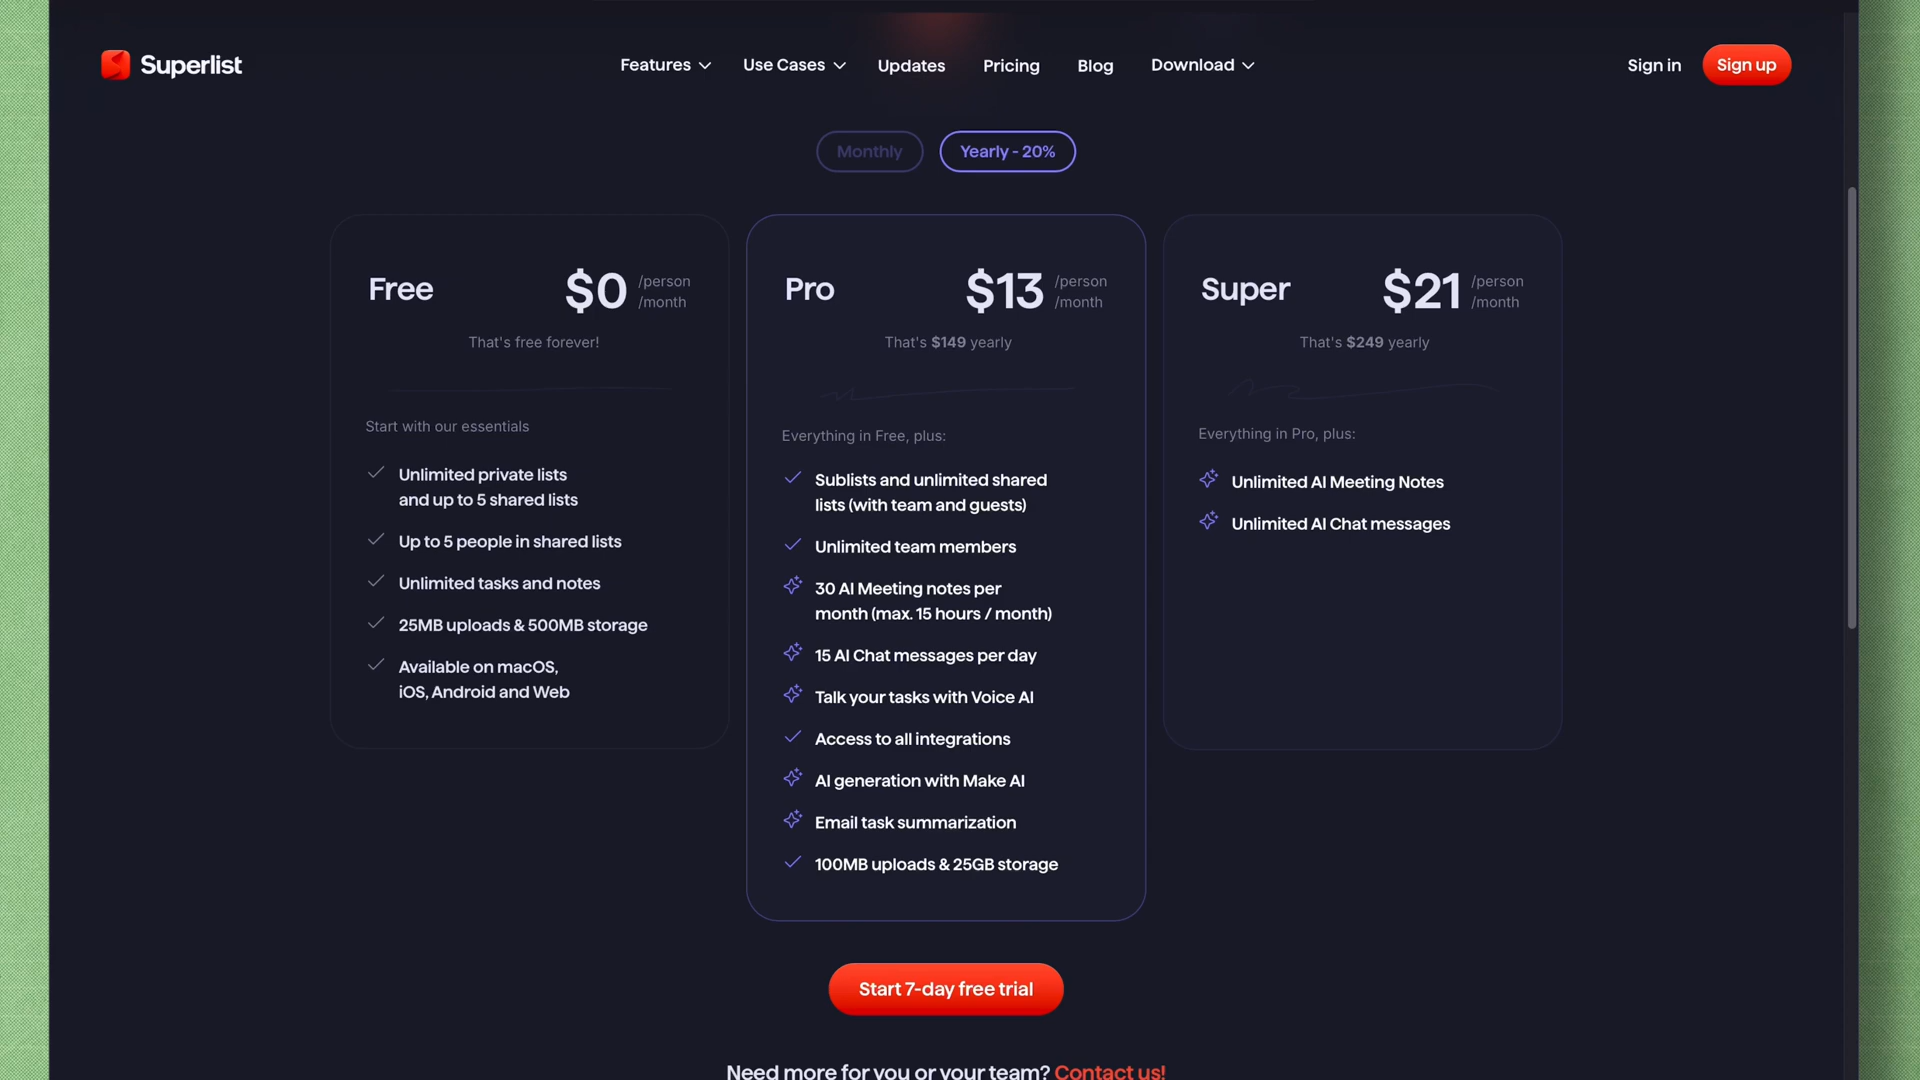 Superlist
Features
Use Cases
Updates
Pricing
Blog
Download
Sign in
Sign up
Monthly
Yearly - 20%
Free
$0
/person
/month
That's free forever!
Start with our essentials
Unlimited private lists
and up to 5 shared lists
Up to 5 people in shared lists
Unlimited tasks and notes
25MB uploads & 500MB storage
Available on macOS,
iOS, Android and Web
Pro
$13
/person
/month
That's $149 yearly
Everything in Free, plus:
Sublists and unlimited shared
lists (with team and guests)
Unlimited team members
30 AI Meeting notes per
month (max. 15 hours / month)
15 AI Chat messages per day
Talk your tasks with Voice AI
Access to all integrations
AI generation with Make AI
Email task summarization
100MB uploads & 25GB storage
Super
$21
/person
/month
That's $249 yearly
Everything in Pro, plus:
Unlimited AI Meeting Notes
Unlimited AI Chat messages
Start 7-day free trial
Need more for you or your team? Contact us!